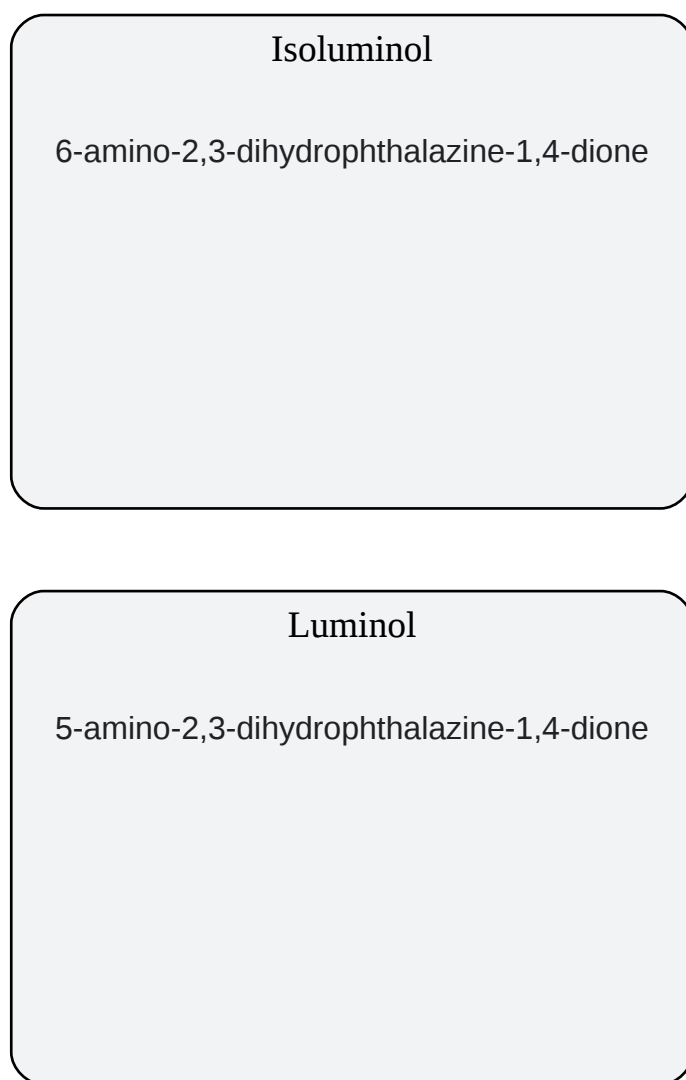 Isoluminol
6-amino-2,3-dihydrophthalazine-1,4-dione
Luminol
5-amino-2,3-dihydrophthalazine-1,4-dione